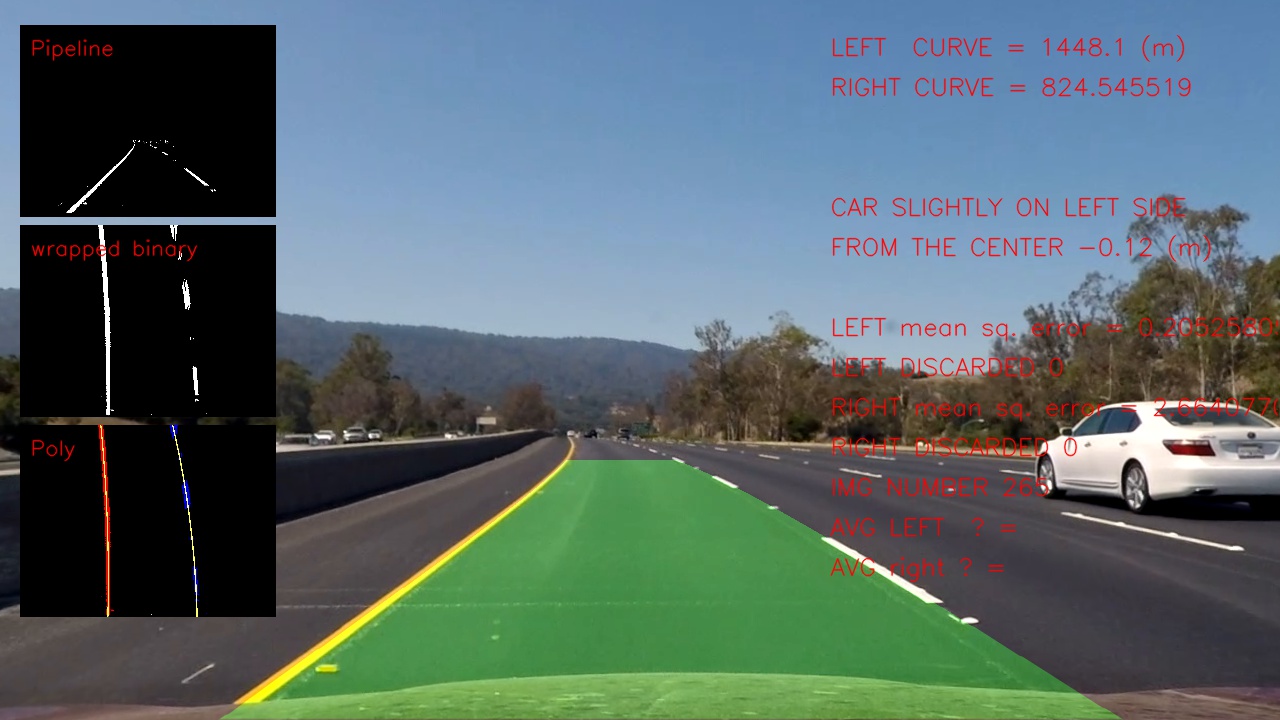 Pipeline
wrapped binary
Poly
LEFT CURVE = 1448.1 (m)
RIGHT CURVE = 824.545519
CAR SLIGHTLY ON LEFT SIDE
FROM THE CENTER -0.12 (m)
LEFT mean sq. error = 0.2052580
LEFT DISCARDED 0
RIGHT mean sq. error = 2.664077
RIGHT DISCARDED 0
IMG NUMBER 265
AVG LEFT ? =
AVG right ? =